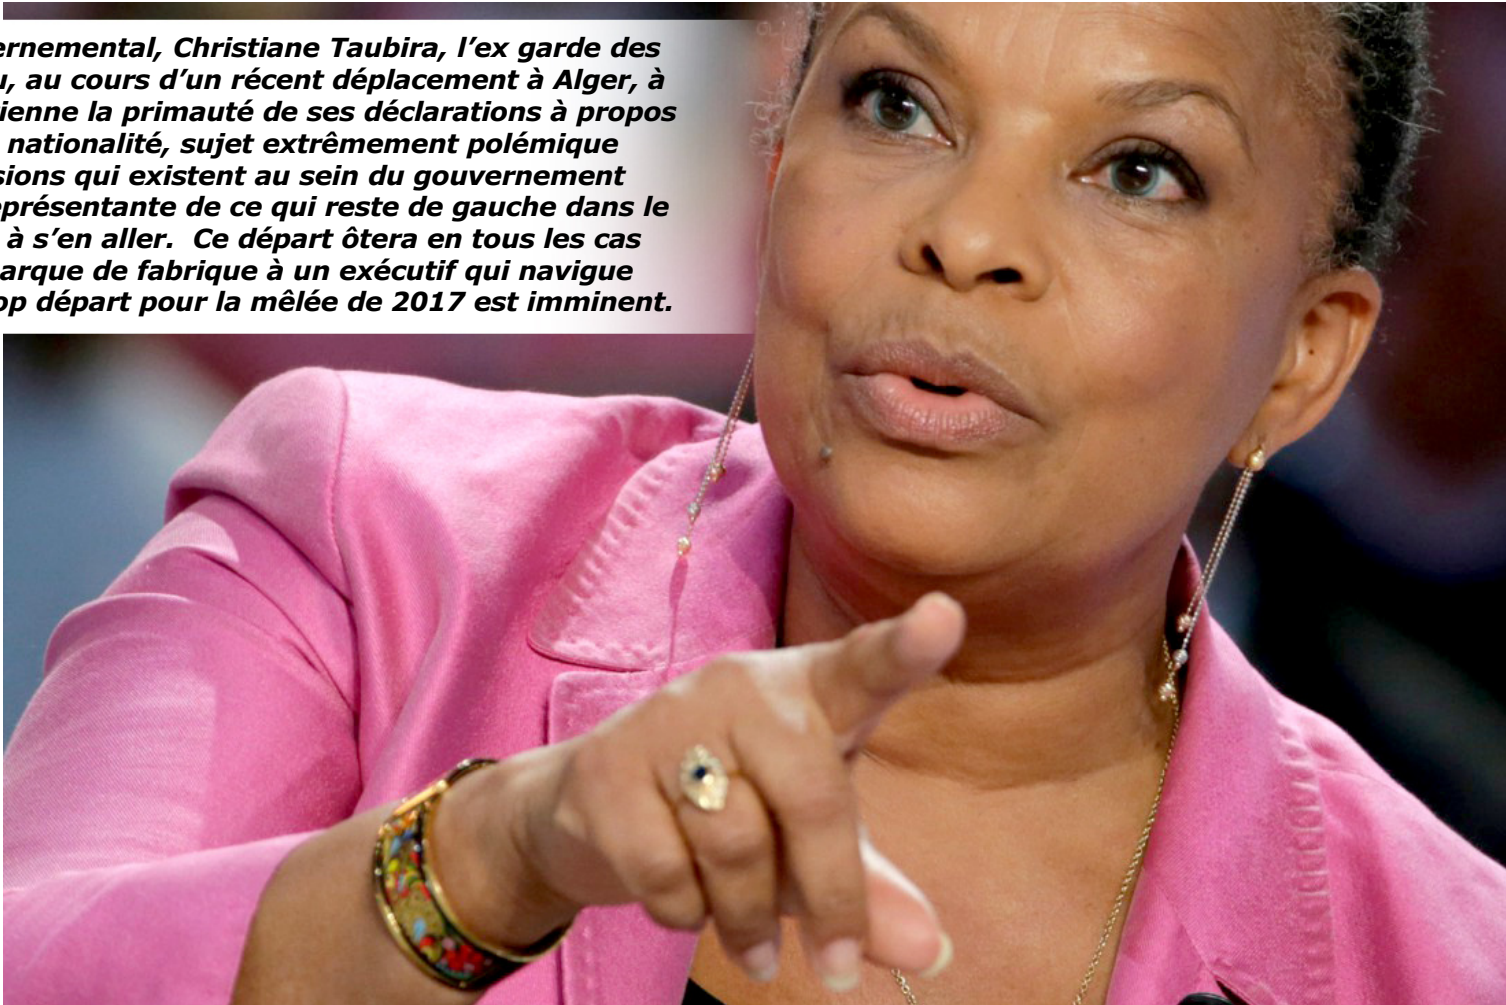 ernemental, Christiane Taubira, l’ex garde des
u, au cours d’un récent déplacement à Alger, à
ienne la primauté de ses déclarations à propos
nationalité, sujet extrêmement polémique
sions qui existent au sein du gouvernement
eprésentante de ce qui reste de gauche dans le
à s’en aller.  Ce départ ôtera en tous les cas
arque de fabrique à un exécutif qui navigue
op départ pour la mêlée de 2017 est imminent.